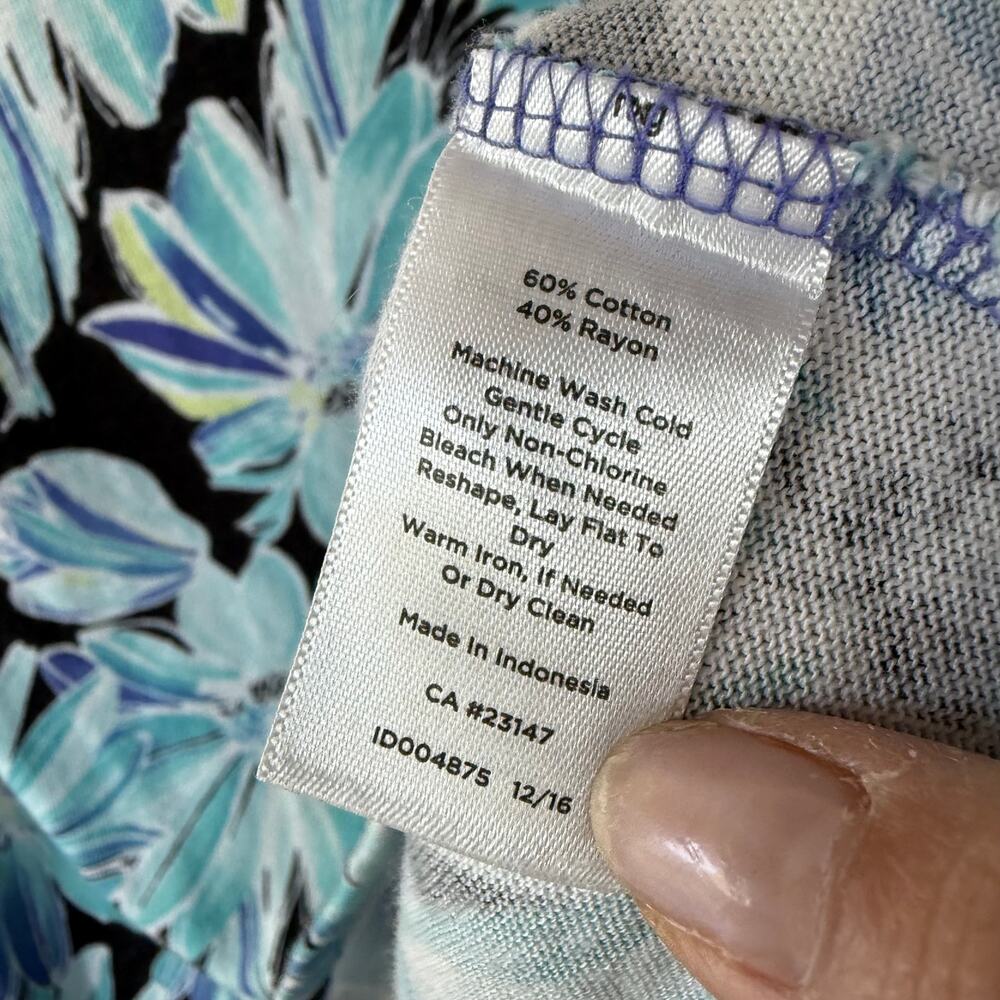 60% Cotton
40% Rayon
Machine Wash Cold
Gentle Cycle
Only Non-Chlorine
Bleach When Needed
Reshape, Lay Flat To
Dry
Warm Iron, If Needed
Or Dry Clean
Made In Indonesia
CA #23147
ID004875 12/16